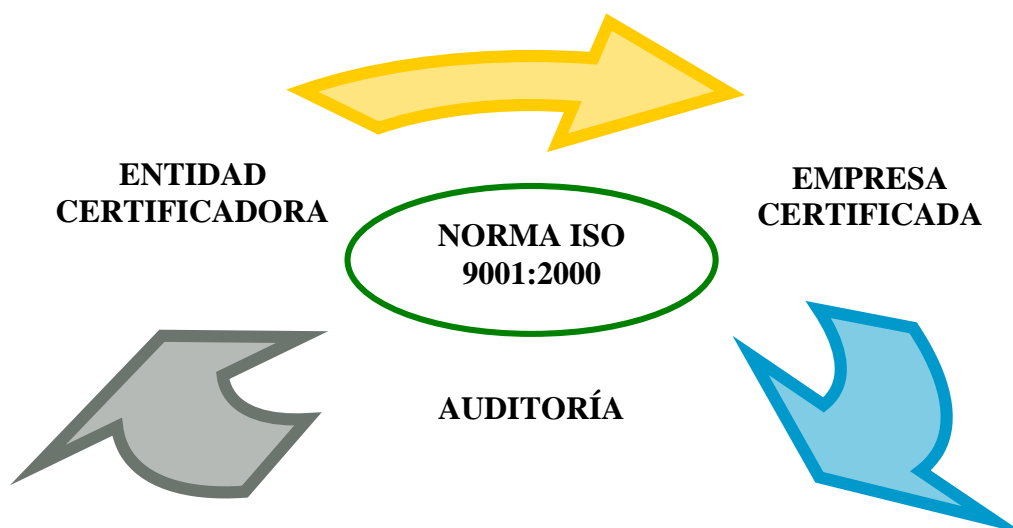 ENTIDAD
CERTIFICADORA
EMPRESA
CERTIFICADA
NORMA ISO
9001:2000
AUDITORÍA